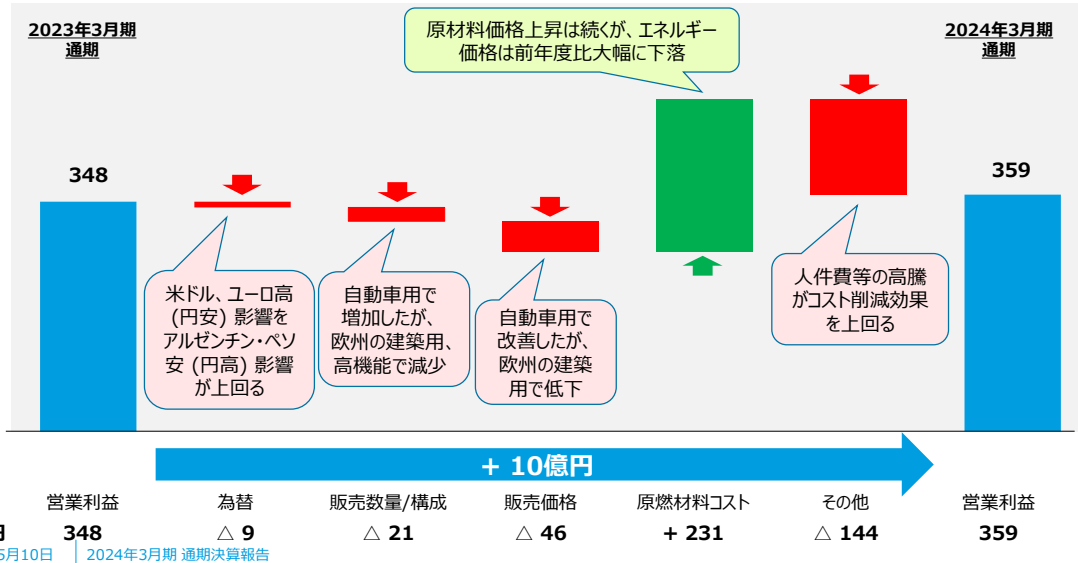 2023年3月期
通期
原材料価格上昇は続くが、エネルギー
価格は前年度比大幅に下落
2024年3月期
通期
348
359
米ドル、ユーロ高
(円安) 影響を
アルゼンチン・ペソ
安 (円高) 影響
が上回る
自動車用で
増加したが、
欧州の建築用、
高機能で減少
自動車用で
改善したが、
欧州の建築
用で低下
人件費等の高騰
がコスト削減効果
を上回る
+ 10億円
営業利益 為替 販売数量/構成 販売価格 原燃材料コスト その他 営業利益
円 348 △ 9 △ 21 △ 46 + 231 △ 144 359
5月10日 2024年3月期 通期決算報告